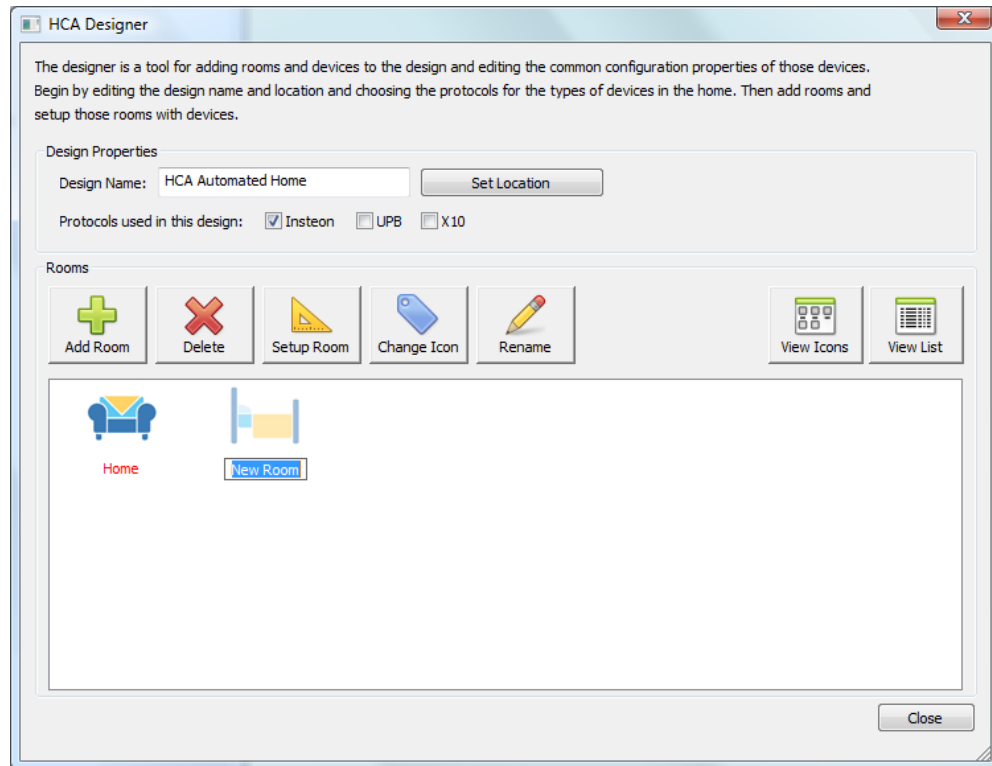 HCA Designer
The designer is a tool for adding rooms and devices to the design and editing the common configuration properties of those devices.
Begin by editing the design name and location and choosing the protocols for the types of devices in the home. Then add rooms and
setup those rooms with devices.
Design Properties
Design Name: HCA Automated Home Set Location
Protocols used in this design: Insteon UPB X10
Rooms
Add Room Delete Setup Room Change Icon Rename View Icons View List
Home New Room
Close